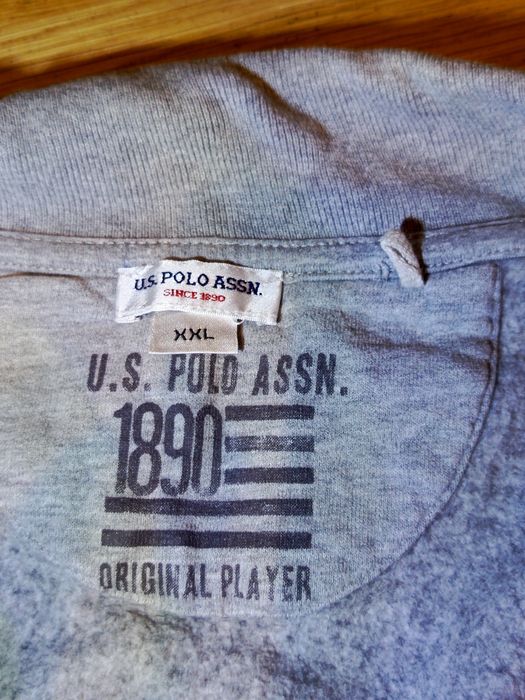 U.S. POLO ASSN.
SINCE 1890
XXL
U.S. POLO ASSN.
1890
ORIGINAL PLAYER